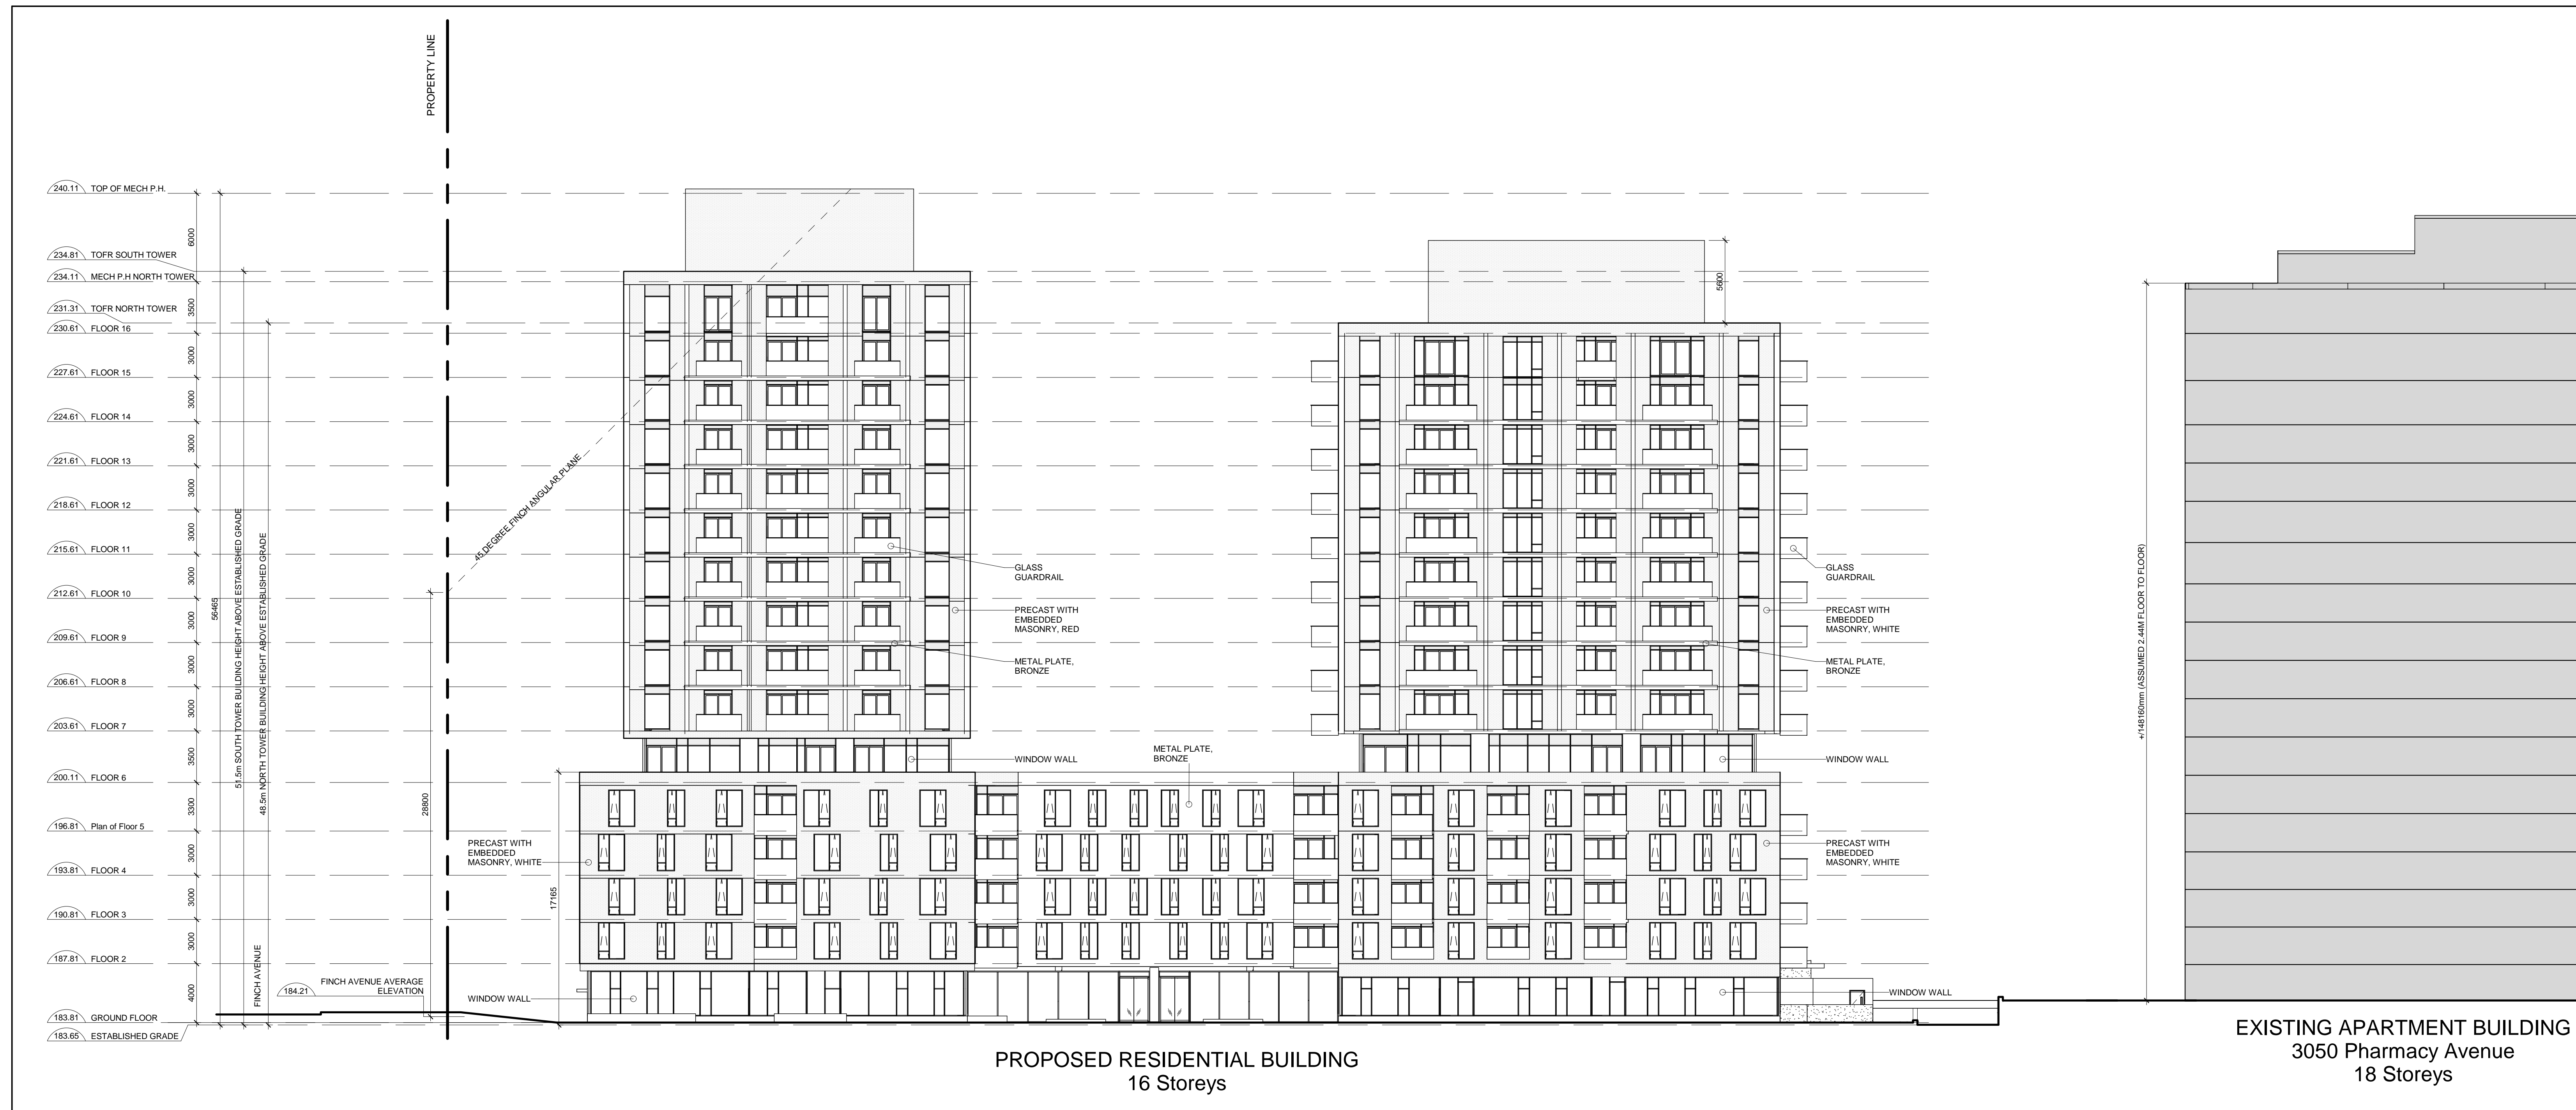 PROPERTY LINE
240.11 TOP OF MECH P.H.
6000
234.81 TOFR SOUTH TOWER
234.11 MECH P.H NORTH TOWER
3500
231.31 TOFR NORTH TOWER
230.61 FLOOR 16
3000
227.61 FLOOR 15
3000
224.61 FLOOR 14
3000
221.61 FLOOR 13
3000
218.61 FLOOR 12
3000
215.61 FLOOR 11
3000
212.61 FLOOR 10
3000
209.61 FLOOR 9
3000
206.61 FLOOR 8
3000
203.61 FLOOR 7
3500
200.11 FLOOR 6
3300
196.81 Plan of Floor 5
3000
193.81 FLOOR 4
3000
190.81 FLOOR 3
3000
187.81 FLOOR 2
4000
183.81 GROUND FLOOR
183.65 ESTABLISHED GRADE
56465
51.5m SOUTH TOWER BUILDING HEIGHT ABOVE ESTABLISHED GRADE
48.5m NORTH TOWER BUILDING HEIGHT ABOVE ESTABLISHED GRADE
FINCH AVENUE
184.21
FINCH AVENUE AVERAGE
ELEVATION
28800
45 DEGREE FINCH ANGULAR PLANE
17165
PRECAST WITH
EMBEDDED
MASONRY, WHITE
WINDOW WALL
GLASS
GUARDRAIL
PRECAST WITH
EMBEDDED
MASONRY, RED
METAL PLATE,
BRONZE
WINDOW WALL
METAL PLATE,
BRONZE
5600
GLASS
GUARDRAIL
PRECAST WITH
EMBEDDED
MASONRY, WHITE
METAL PLATE,
BRONZE
WINDOW WALL
PRECAST WITH
EMBEDDED
MASONRY, WHITE
WINDOW WALL
+/148160mm (ASSUMED 2.44M FLOOR TO FLOOR)
PROPOSED RESIDENTIAL BUILDING
16 Storeys
EXISTING APARTMENT BUILDING
3050 Pharmacy Avenue
18 Storeys